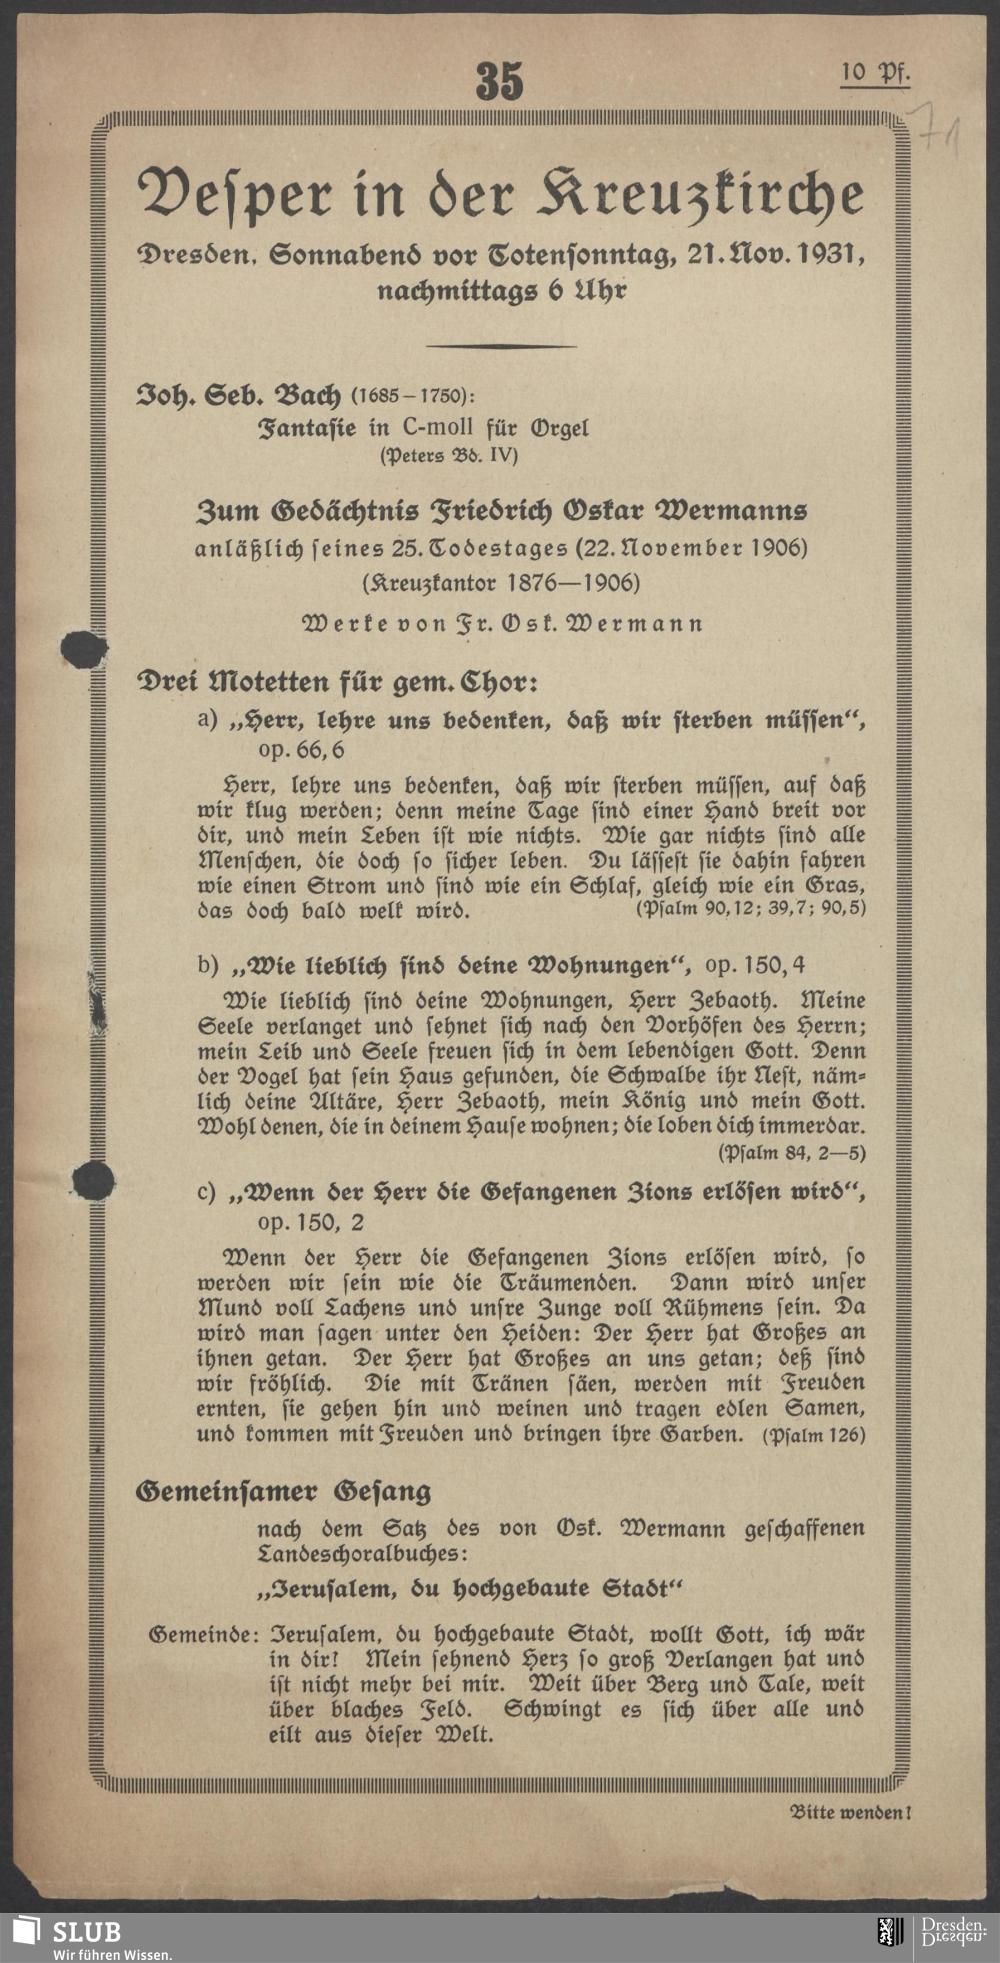 35
10 Pf.
71
Vesper in der Kreuzkirche
Dresden, Sonnabend vor Totensonntag, 21. Nov. 1931,
nachmittags 6 Uhr
Joh. Seb. Bach (1685–1750):
Fantasie in C-moll für Orgel
(Peters Bd. IV)
Zum Gedächtnis Friedrich Oskar Wermanns
anläßlich seines 25. Todestages (22. November 1906)
(Kreuzkantor 1876—1906)
Werke von Fr. Osk. Wermann
Drei Motetten für gem. Chor:
a) „Herr, lehre uns bedenken, daß wir sterben müssen“,
op. 66,6
Herr, lehre uns bedenken, daß wir sterben müssen, auf daß
wir klug werden; denn meine Tage sind einer Hand breit vor
dir, und mein Leben ist wie nichts. Wie gar nichts sind alle
Menschen, die doch so sicher leben. Du lässest sie dahin fahren
wie einen Strom und sind wie ein Schlaf, gleich wie ein Gras,
das doch bald welk wird. (Psalm 90,12; 39,7; 90,5)
b) „Wie lieblich sind deine Wohnungen“, op. 150,4
Wie lieblich sind deine Wohnungen, Herr Zebaoth. Meine
Seele verlanget und sehnet sich nach den Vorhöfen des Herrn;
mein Leib und Seele freuen sich in dem lebendigen Gott. Denn
der Vogel hat sein Haus gefunden, die Schwalbe ihr Nest, näm-
lich deine Altäre, Herr Zebaoth, mein König und mein Gott.
Wohl denen, die in deinem Hause wohnen; die loben dich immerdar.
(Psalm 84, 2—5)
c) „Wenn der Herr die Gefangenen Zions erlösen wird“,
op. 150, 2
Wenn der Herr die Gefangenen Zions erlösen wird, so
werden wir sein wie die Träumenden. Dann wird unser
Mund voll Lachens und unsre Zunge voll Rühmens sein. Da
wird man sagen unter den Heiden: Der Herr hat Großes an
ihnen getan. Der Herr hat Großes an uns getan; deß sind
wir fröhlich. Die mit Tränen säen, werden mit Freuden
ernten, sie gehen hin und weinen und tragen edlen Samen,
und kommen mit Freuden und bringen ihre Garben. (Psalm 126)
Gemeinsamer Gesang
nach dem Satz des von Osk. Wermann geschaffenen
Landeschoralbuches:
„Jerusalem, du hochgebaute Stadt“
Gemeinde: Jerusalem, du hochgebaute Stadt, wollt Gott, ich wär
in dir! Mein sehnend Herz so groß Verlangen hat und
ist nicht mehr bei mir. Weit über Berg und Tale, weit
über blaches Feld. Schwingt es sich über alle und
eilt aus dieser Welt.
Bitte wenden!
SLUB
Wir führen Wissen.
Dresden.
Dresden.